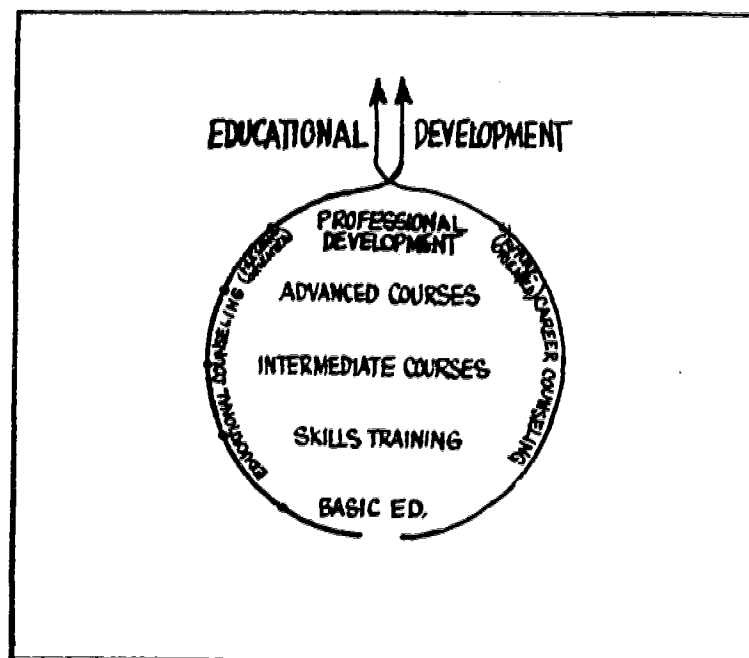 EDUCATIONAL DEVELOPMENT
PROFESSIONAL
DEVELOPMENT
ADVANCED COURSES
INTERMEDIATE COURSES
SKILLS TRAINING
BASIC ED.
EDUCATIONAL COUNSELING
CAREER COUNSELING